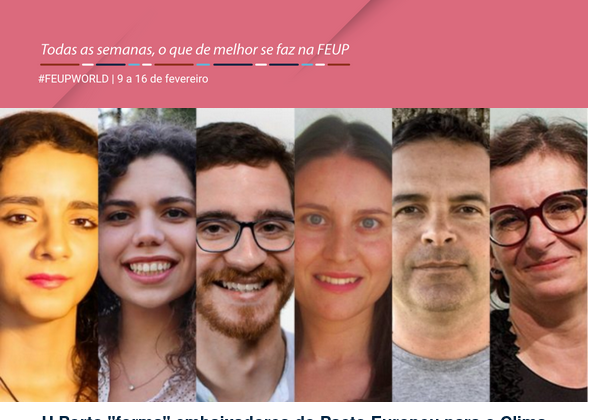 Todas as semanas, o que de melhor se faz na FEUP
#FEUPWORLD | 9 a 16 de fevereiro
U.Porto "forma" embaixadores do Pacto Europeu para o Clima